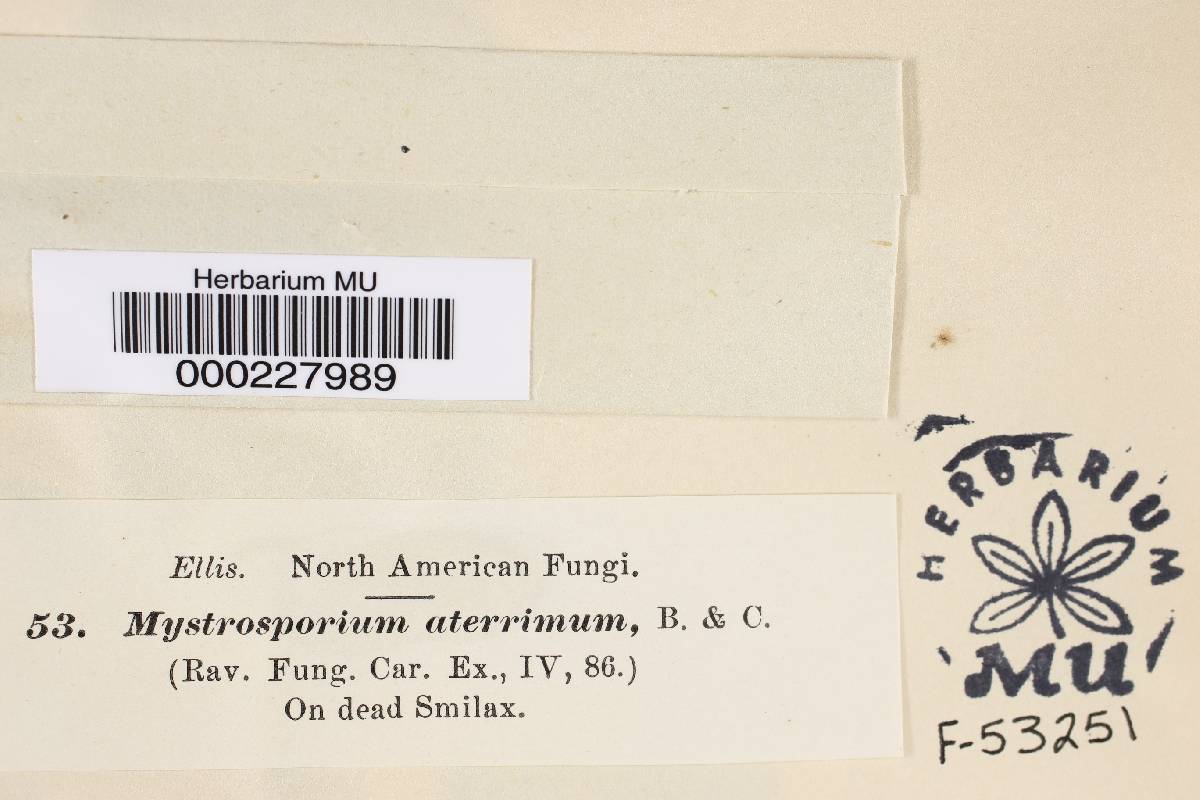 Herbarium MU
000227989
Ellis. North American Fungi.
53. Mystrosporium aterrimum, B. & C.
(Rav. Fung. Car. Ex., IV, 86.)
On dead Smilax.
HERBARIUM
MU
F-53251